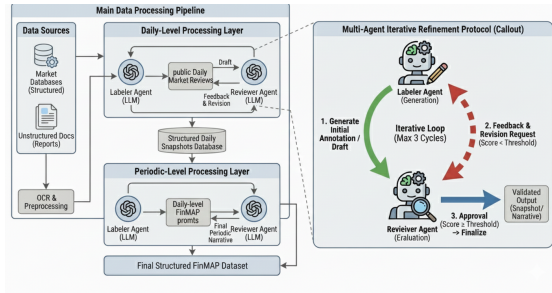 Main Data Processing Pipeline
Data Sources
Market
Databases
(Structured)
Unstructured Docs
(Reports)
OCR &
Preprocessing
Daily-Level Processing Layer
Labeler Agent
(LLM)
public Daily
Market Reviews
Draft
Feedback
& Revision
Reviewer Agent
(LLM)
Structured Daily
Snapshots Database
Periodic-Level Processing Layer
Labeler Agent
(LLM)
Daily-level
FinMAP
promts
Final
Periodic
Narrative
Reviewer Agent
(LLM)
Final Structured FinMAP Dataset
Multi-Agent Iterative Refinement Protocol (Callout)
Labeler Agent
(Generation)
1. Generate
Initial
Annotation /
Draft
Iterative Loop
(Max 3 Cycles)
2. Feedback &
Revision Request
(Score < Threshold)
Revieiver Agent
(Evaluation)
3. Approval
(Score ≥ Threshold)
→ Finalize
Validated
Output
(Snapshot/
Narrative)